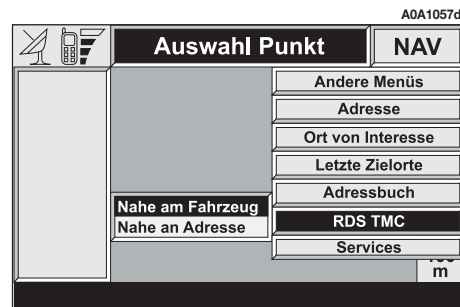 A0A1057d
Auswahl Punkt
NAV
Andere Menüs
Adresse
Ort von Interesse
Letzte Zielorte
Adressbuch
Nahe am Fahrzeug
Nahe an Adresse
RDS TMC
Services
m